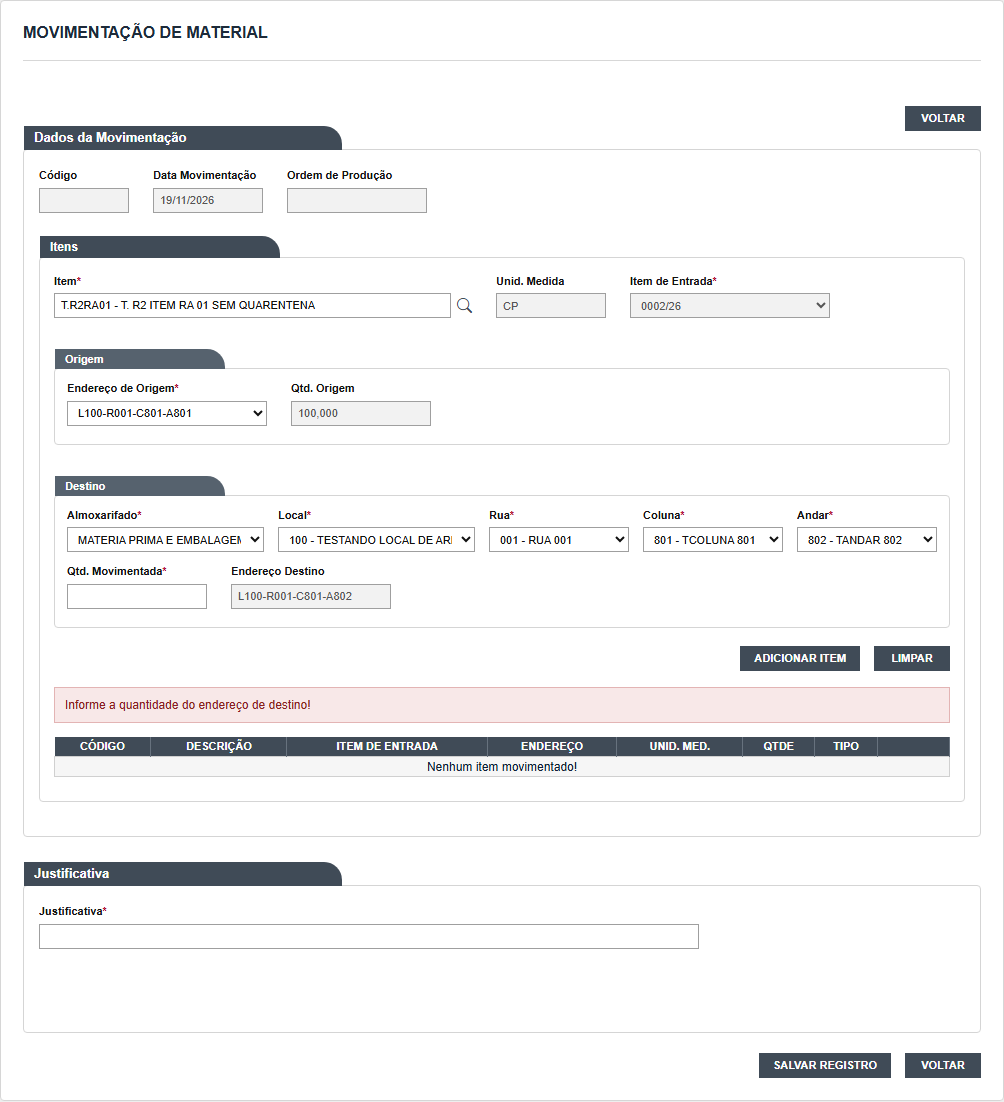 MOVIMENTAÇÃO DE MATERIAL
VOLTAR
Dados da Movimentação
Código Data Movimentação Ordem de Produção
19/11/2026
Itens
Item* Unid. Medida Item de Entrada*
T.R2RA01 - T. R2 ITEM RA 01 SEM QUARENTENA CP 0002/26
Origem
Endereço de Origem* Qtd. Origem
L100-R001-C801-A801 100,000
Destino
Almoxarifado* Local* Rua* Coluna* Andar*
MATERIA PRIMA E EMBALAGEM 100 - TESTANDO LOCAL DE AR 001 - RUA 001 801 - TCOLUNA 801 802 - TANDAR 802
Qtd. Movimentada* Endereço Destino
L100-R001-C801-A802
ADICIONAR ITEM LIMPAR
Informe a quantidade do endereço de destino!
CÓDIGO DESCRIÇÃO ITEM DE ENTRADA ENDEREÇO UNID. MED. QTDE TIPO
Nenhum item movimentado!
Justificativa
Justificativa*
SALVAR REGISTRO VOLTAR